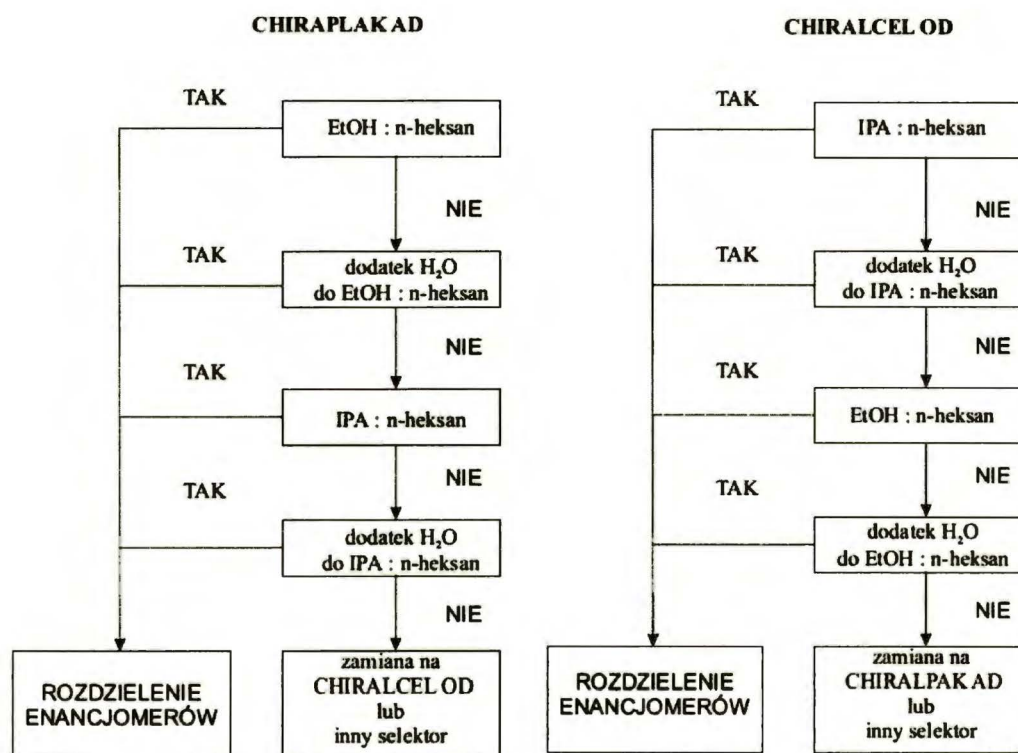 CHIRAPLAK AD
TAK
EtOH : n-heksan
NIE
TAK
dodatek H₂O
do EtOH : n-heksan
NIE
TAK
IPA : n-heksan
NIE
TAK
dodatek H₂O
do IPA : n-heksan
NIE
ROZDZIELENIE
ENANCJOMERÓW
zamiana na
CHIRALCEL OD
lub
inny selektor
CHIRALCEL OD
TAK
IPA : n-heksan
NIE
TAK
dodatek H₂O
do IPA : n-heksan
NIE
TAK
EtOH : n-heksan
NIE
TAK
dodatek H₂O
do EtOH : n-heksan
NIE
ROZDZIELENIE
ENANCJOMERÓW
zamiana na
CHIRALPAK AD
lub
inny selektor